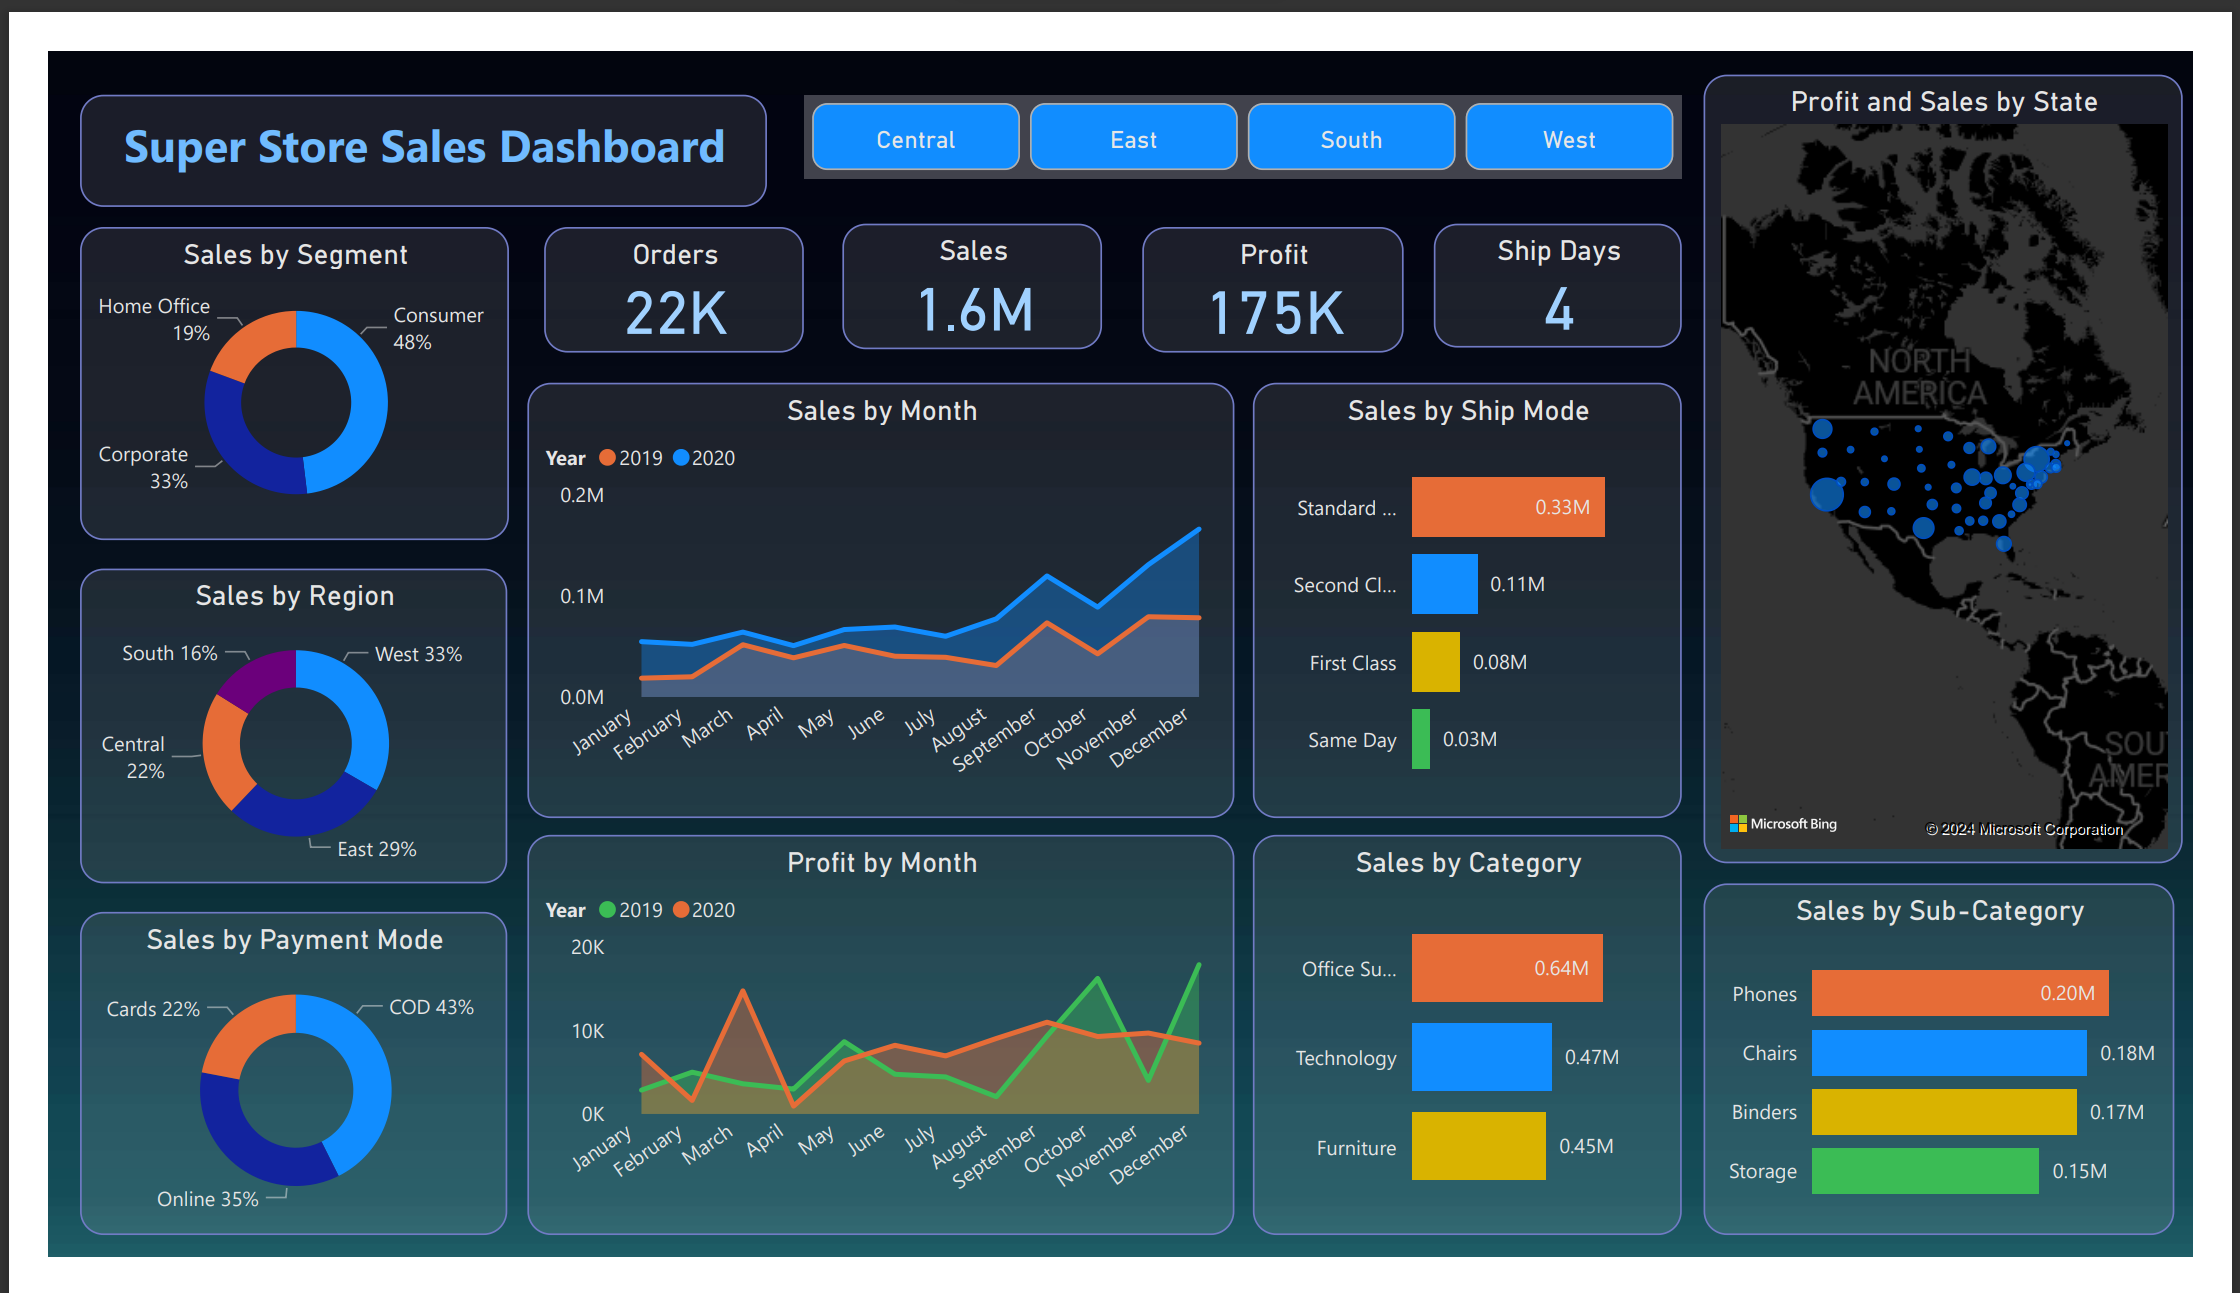 Super Store Sales Dashboard
Central
East
South
West
Profit and Sales by State
NORTH
AMERICA
SOU
AMER
Microsoft Bing
© 2024 Microsoft Corporation
Sales by Segment
Home Office
19%
Consumer
48%
Corporate
33%
Orders
22K
Sales
1.6M
Profit
175K
Ship Days
4
Sales by Month
Year 2019 2020
0.2M
0.1M
0.0M
January
February
March
April
May
June
July
August
September
October
November
December
Sales by Ship Mode
Standard ... 0.33M
Second Cl... 0.11M
First Class 0.08M
Same Day 0.03M
Sales by Region
South 16%
West 33%
Central
22%
East 29%
Sales by Payment Mode
Cards 22%
COD 43%
Online 35%
Profit by Month
Year 2019 2020
20K
10K
0K
January
February
March
April
May
June
July
August
September
October
November
December
Sales by Category
Office Su... 0.64M
Technology 0.47M
Furniture 0.45M
Sales by Sub-Category
Phones 0.20M
Chairs 0.18M
Binders 0.17M
Storage 0.15M